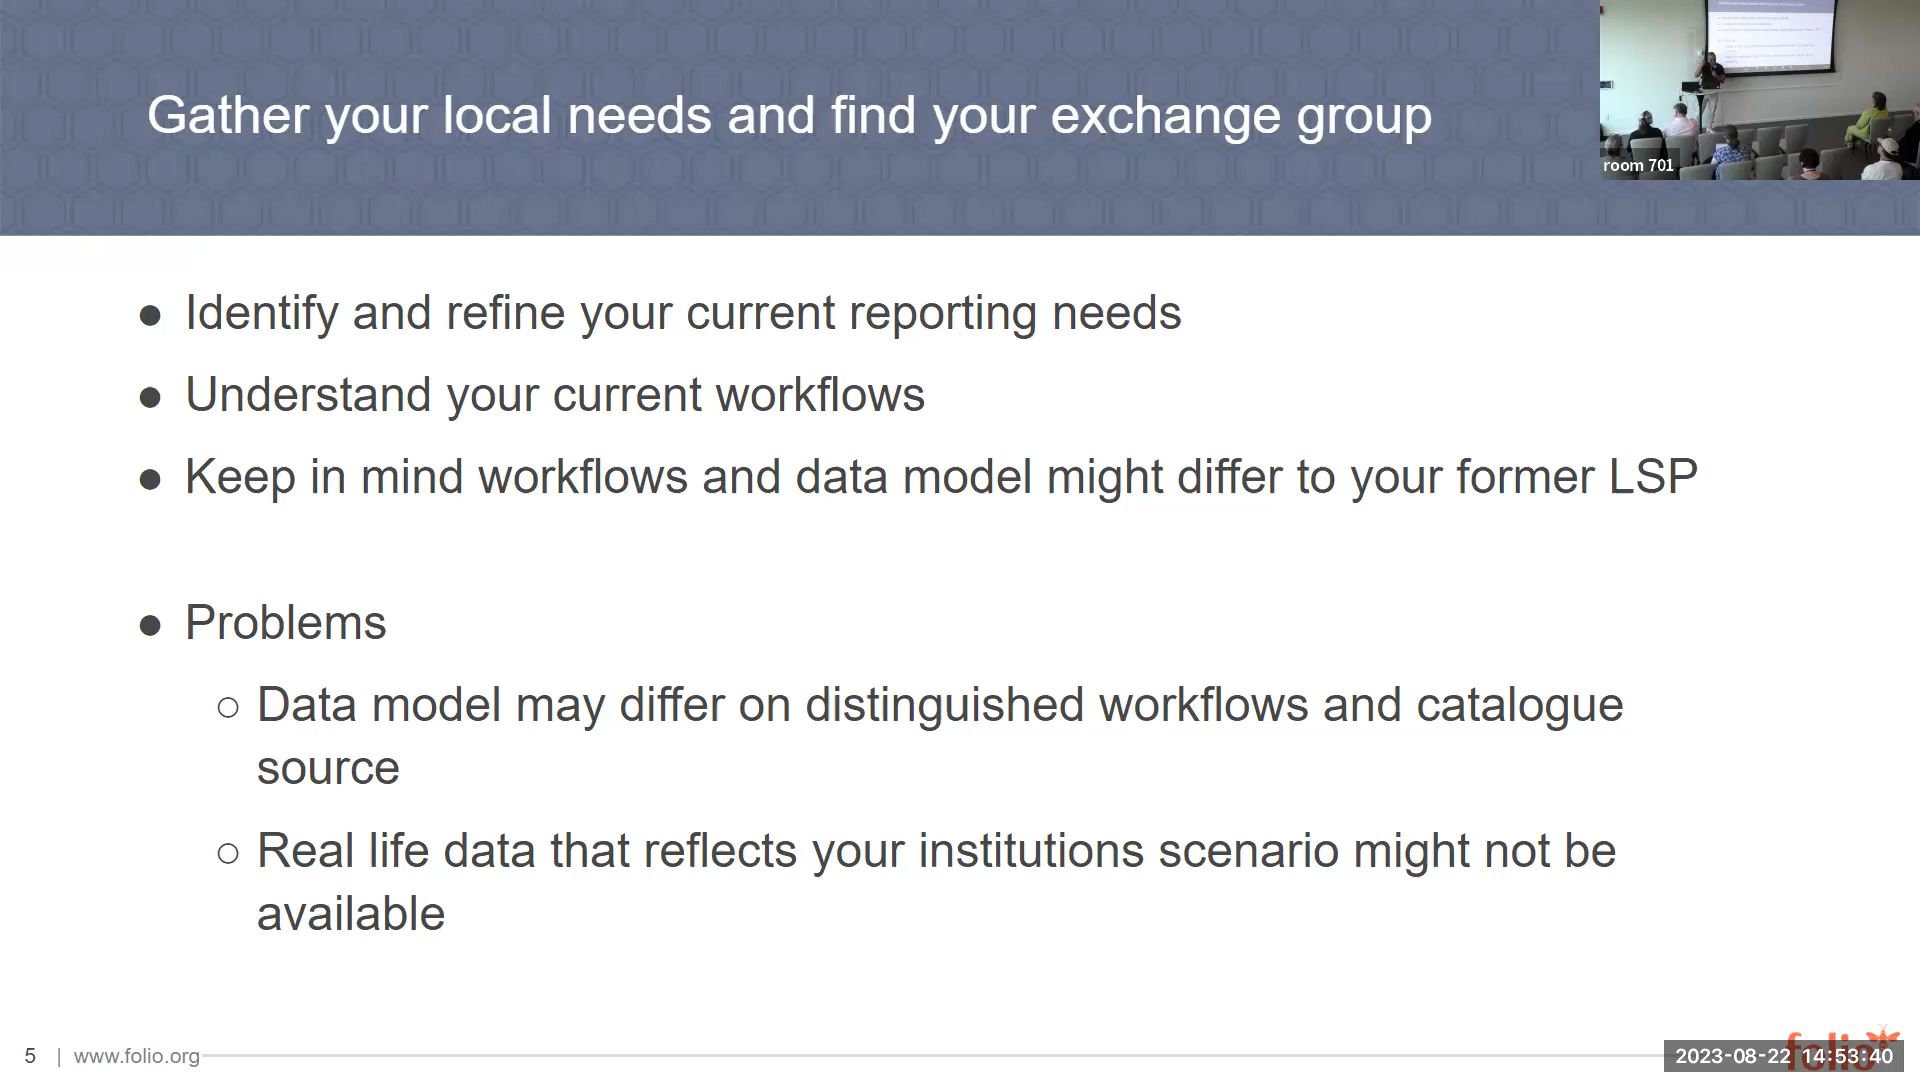 Gather your local needs and find your exchange group
room 701
● Identify and refine your current reporting needs
● Understand your current workflows
● Keep in mind workflows and data model might differ to your former LSP
● Problems
○ Data model may differ on distinguished workflows and catalogue
source
○ Real life data that reflects your institutions scenario might not be
available
5 | www.folio.org
folio
2023-08-22 14:53:40